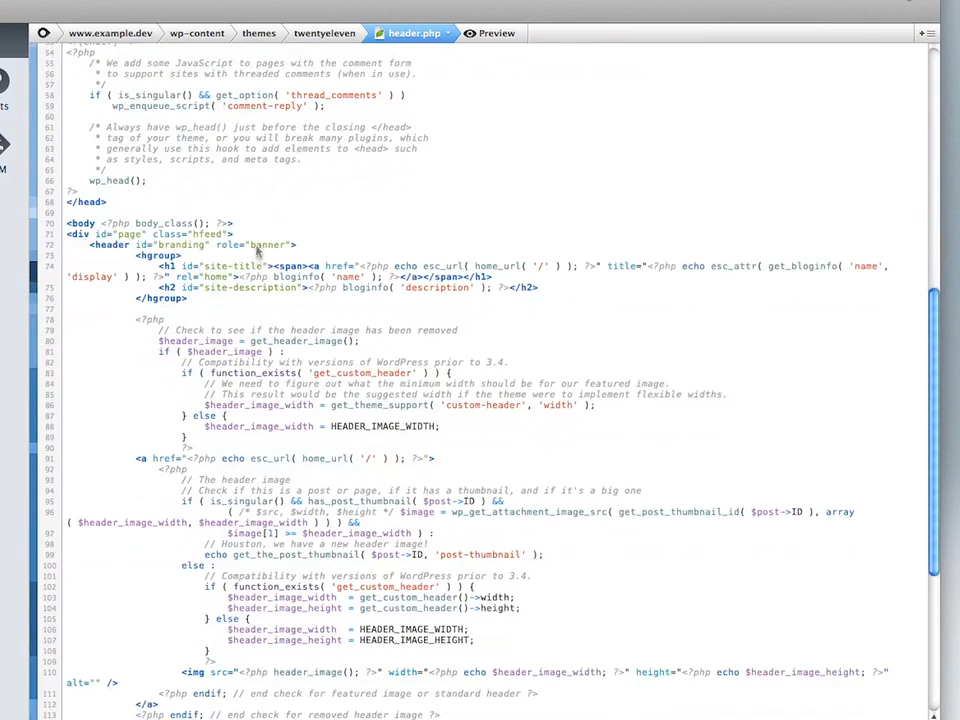 www.example.dev wp-content themes twentyeleven header.php Preview
54 <?php
55 /* We add some JavaScript to pages with the comment form
56 * to support sites with threaded comments (when in use).
57 */
58 if ( is_singular() && get_option( 'thread_comments' ) )
59 wp_enqueue_script( 'comment-reply' );
60
61 /* Always have wp_head() just before the closing </head>
62 * tag of your theme, or you will break many plugins, which
63 * generally use this hook to add elements to <head> such
64 * as styles, scripts, and meta tags.
65 */
66 wp_head();
67 ?>
68 </head>
69
70 <body <?php body_class(); ?>>
71 <div id="page" class="hfeed">
72 <header id="branding" role="banner">
73 <hgroup>
74 <h1 id="site-title"><span><a href="<?php echo esc_url( home_url( '/' ) ); ?>" title="<?php echo esc_attr( get_bloginfo( 'name',
'display' ) ); ?>" rel="home"><?php bloginfo( 'name' ); ?></a></span></h1>
75 <h2 id="site-description"><?php bloginfo( 'description' ); ?></h2>
76 </hgroup>
77
78 <?php
79 // Check to see if the header image has been removed
80 $header_image = get_header_image();
81 if ( $header_image ) :
82 // Compatibility with versions of WordPress prior to 3.4.
83 if ( function_exists( 'get_custom_header' ) ) {
84 // We need to figure out what the minimum width should be for our featured image.
85 // This result would be the suggested width if the theme were to implement flexible widths.
86 $header_image_width = get_theme_support( 'custom-header', 'width' );
87 } else {
88 $header_image_width = HEADER_IMAGE_WIDTH;
89 }
90 ?>
91 <a href="<?php echo esc_url( home_url( '/' ) ); ?>">
92 <?php
93 // The header image
94 // Check if this is a post or page, if it has a thumbnail, and if it's a big one
95 if ( is_singular() && has_post_thumbnail( $post->ID ) &&
96 ( /* $src, $width, $height */ $image = wp_get_attachment_image_src( get_post_thumbnail_id( $post->ID ), array
( $header_image_width, $header_image_width ) ) ) &&
97 $image[1] >= $header_image_width ) :
98 // Houston, we have a new header image!
99 echo get_the_post_thumbnail( $post->ID, 'post-thumbnail' );
100 else :
101 // Compatibility with versions of WordPress prior to 3.4.
102 if ( function_exists( 'get_custom_header' ) ) {
103 $header_image_width = get_custom_header()->width;
104 $header_image_height = get_custom_header()->height;
105 } else {
106 $header_image_width = HEADER_IMAGE_WIDTH;
107 $header_image_height = HEADER_IMAGE_HEIGHT;
108 }
109 ?>
110 <img src="<?php header_image(); ?>" width="<?php echo $header_image_width; ?>" height="<?php echo $header_image_height; ?>"
alt="" />
111 <?php endif; // end check for featured image or standard header ?>
112 </a>
113 <?php endif; // end check for removed header image ?>